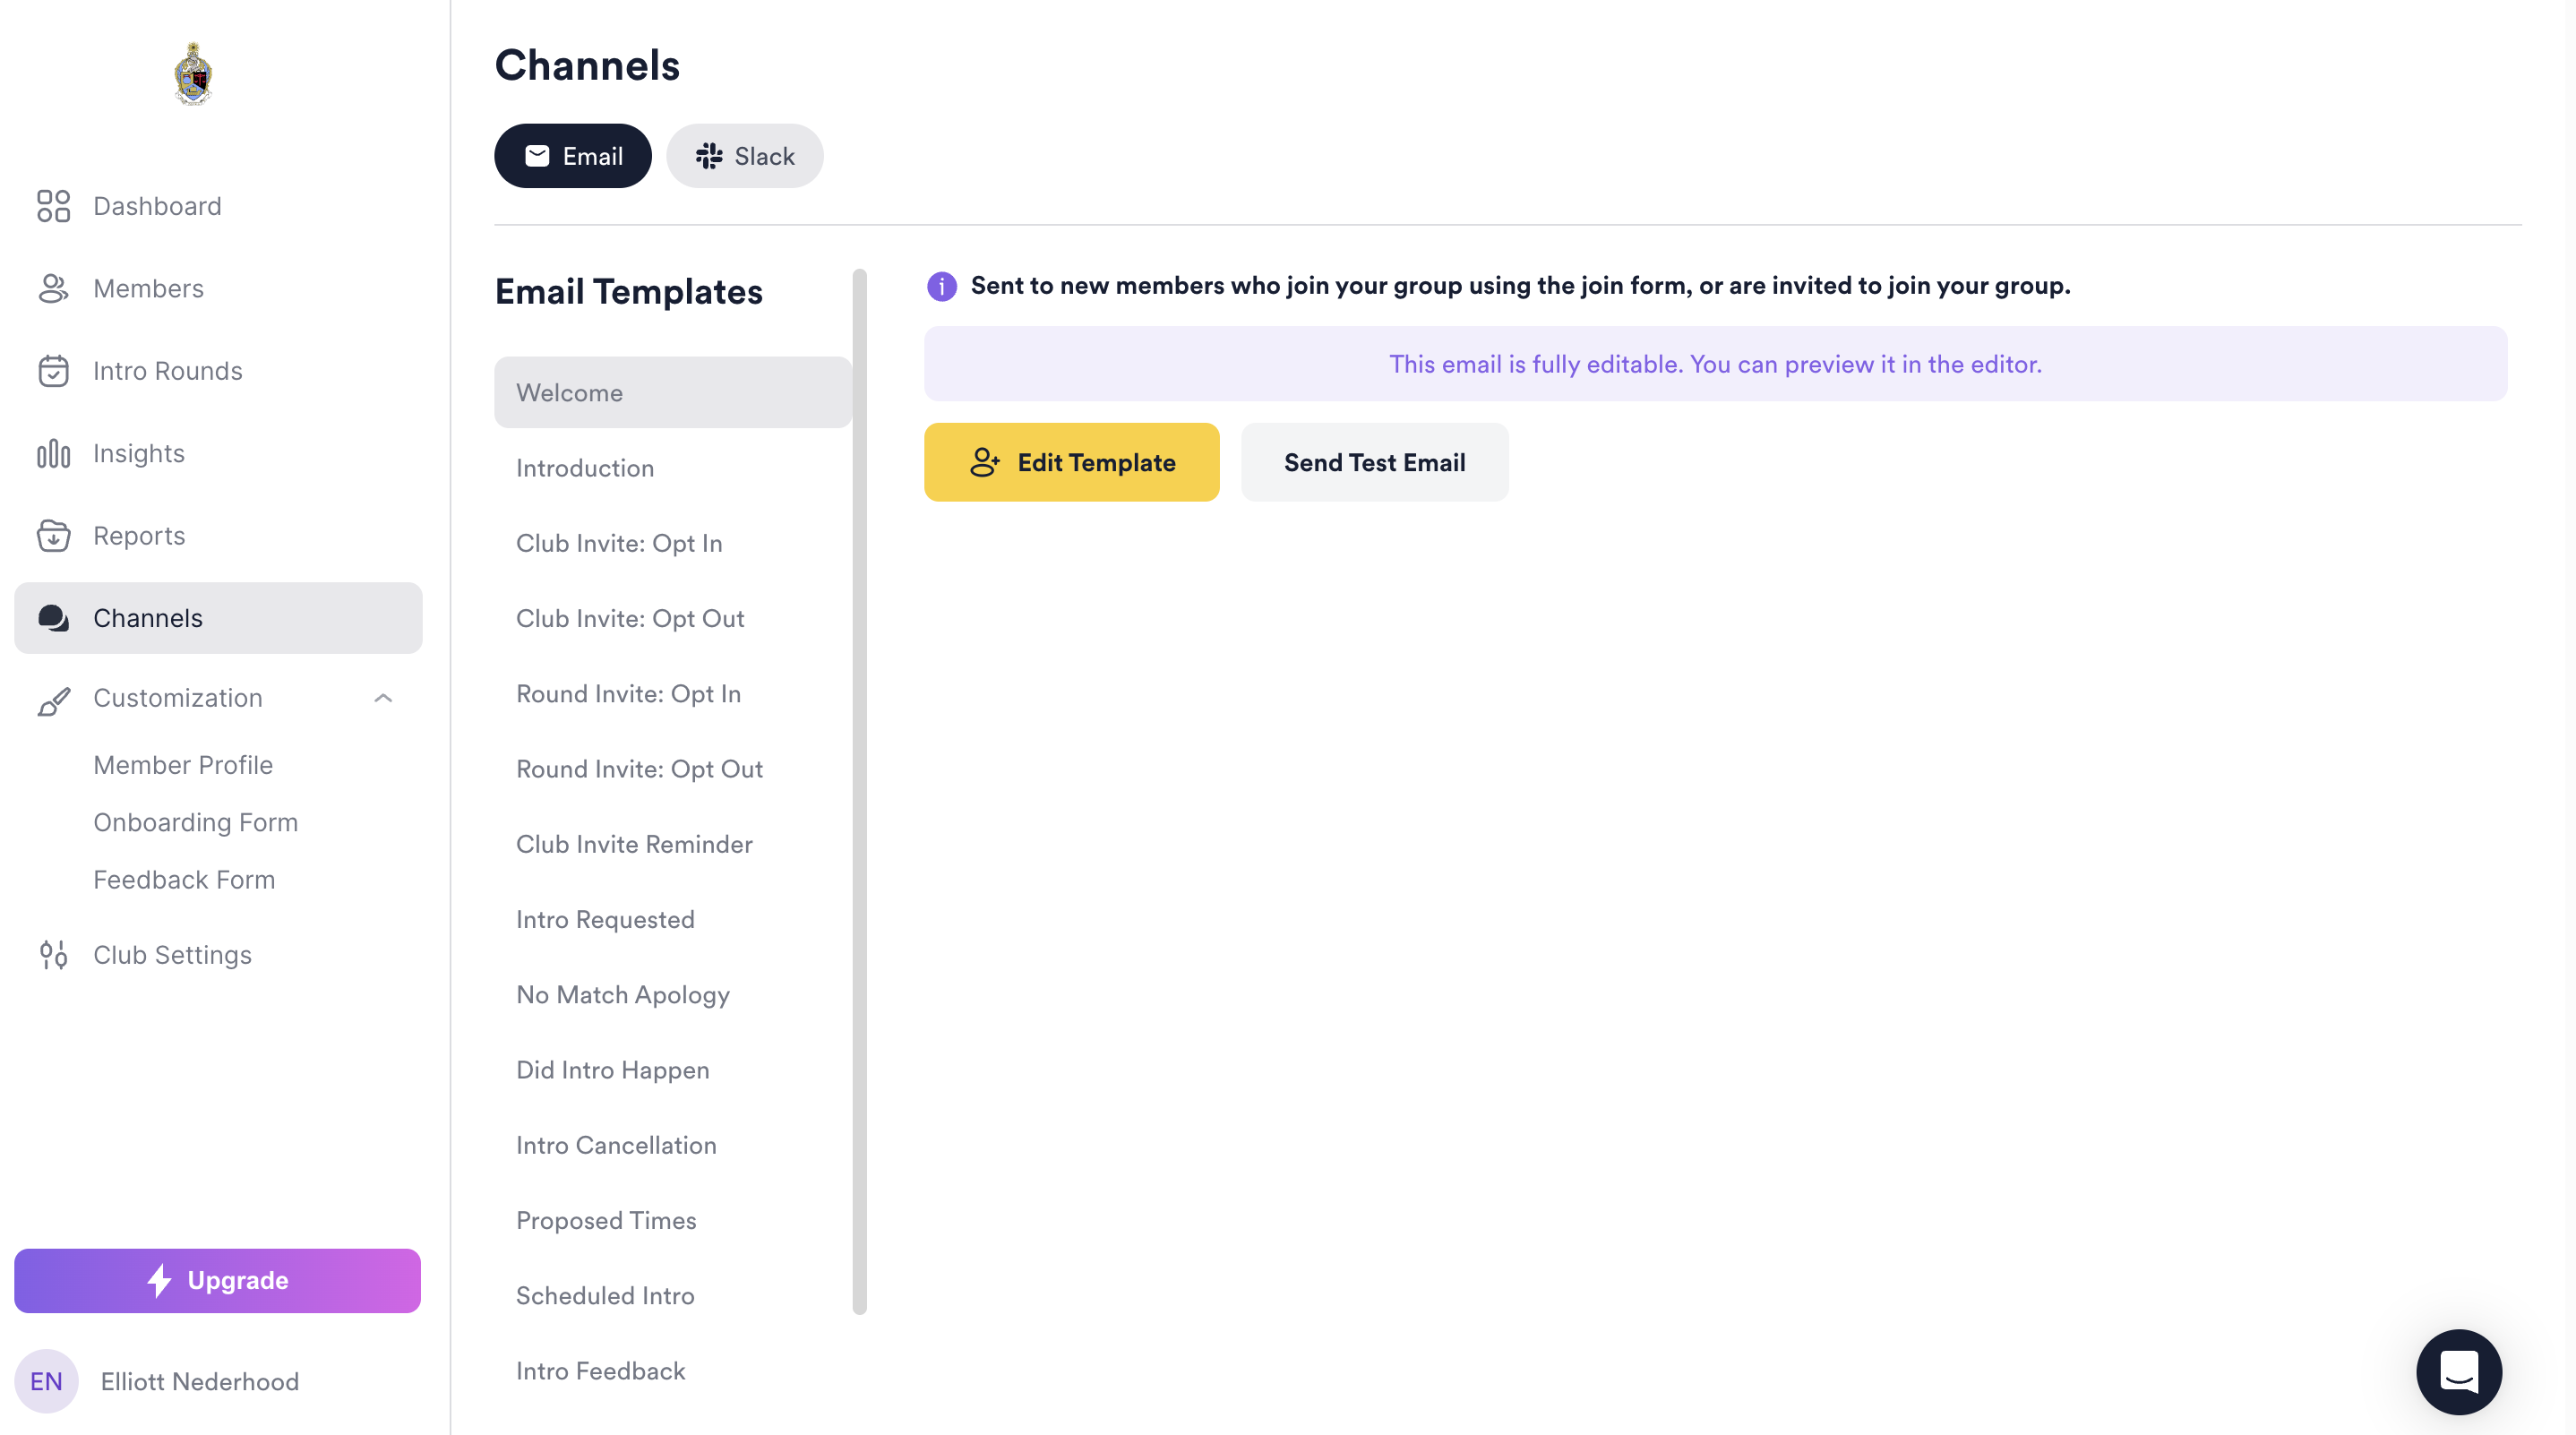 Dashboard
Members
Intro Rounds
Insights
Reports
Channels
Customization
Member Profile
Onboarding Form
Feedback Form
Club Settings
Upgrade
EN
Elliott Nederhood
Channels
Email
Slack
Email Templates
Welcome
Introduction
Club Invite: Opt In
Club Invite: Opt Out
Round Invite: Opt In
Round Invite: Opt Out
Club Invite Reminder
Intro Requested
No Match Apology
Did Intro Happen
Intro Cancellation
Proposed Times
Scheduled Intro
Intro Feedback
Sent to new members who join your group using the join form, or are invited to join your group.
This email is fully editable. You can preview it in the editor.
Edit Template
Send Test Email